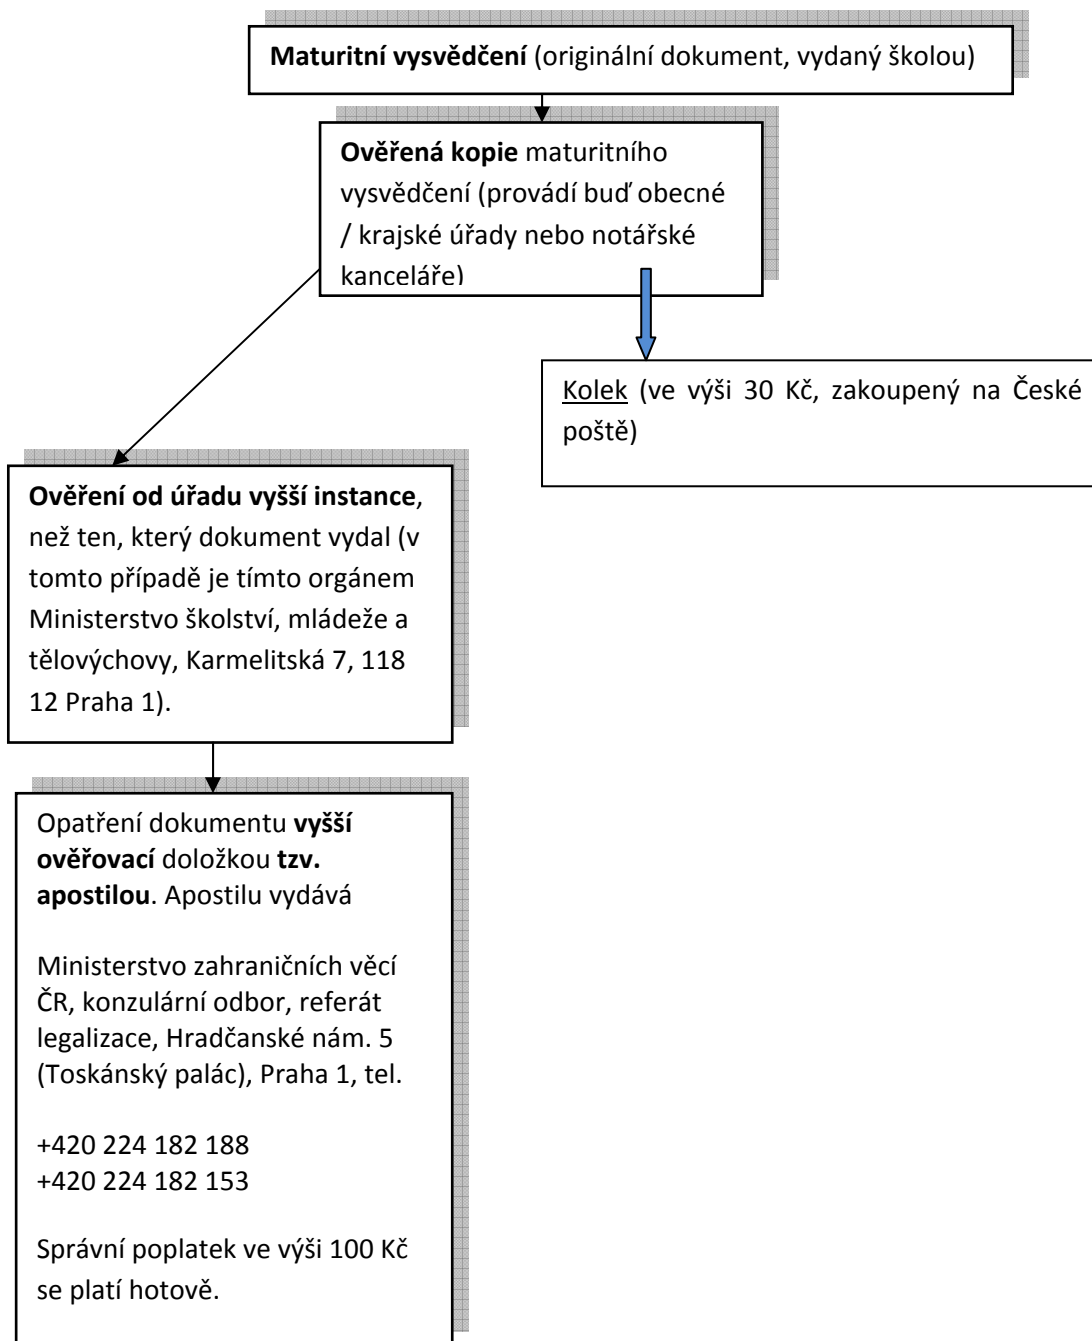 Maturitní vysvědčení (originální dokument, vydaný školou)
Ověřená kopie maturitního
vysvědčení (provádí buď obecné
/ krajské úřady nebo notářské
kanceláře)
Kolek (ve výši 30 Kč, zakoupený na České
poště)
Ověření od úřadu vyšší instance,
než ten, který dokument vydal (v
tomto případě je tímto orgánem
Ministerstvo školství, mládeže a
tělovýchovy, Karmelitská 7, 118
12 Praha 1).
Opatření dokumentu vyšší
ověřovací doložkou tzv.
apostilou. Apostilu vydává
Ministerstvo zahraničních věcí
ČR, konzulární odbor, referát
legalizace, Hradčanské nám. 5
(Toskánský palác), Praha 1, tel.
+420 224 182 188
+420 224 182 153
Správní poplatek ve výši 100 Kč
se platí hotově.